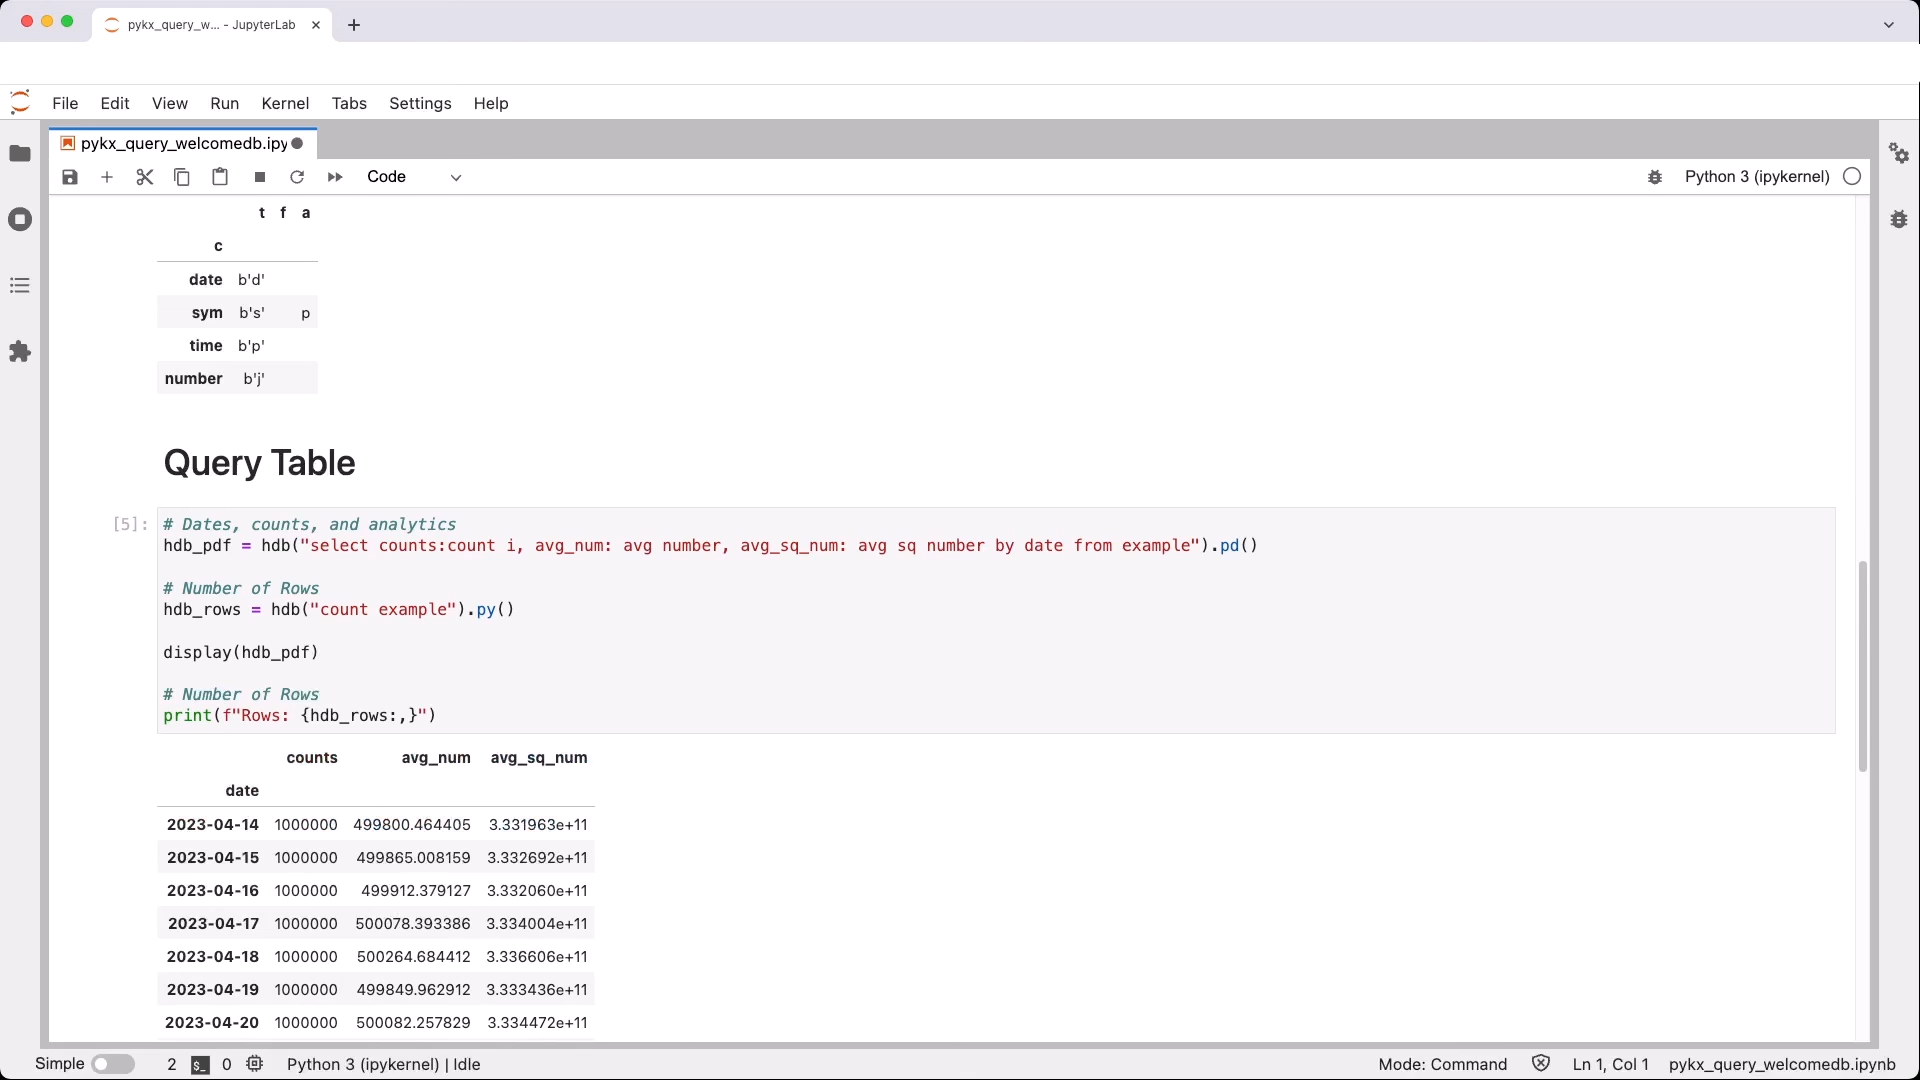 pykx_query_w... - JupyterLab
File Edit View Run Kernel Tabs Settings Help
pykx_query_welcomedb.ipy
Code
Python 3 (ipykernel)
t f a
c
date b'd'
sym b's' p
time b'p'
number b'j'
Query Table
[5]: # Dates, counts, and analytics
hdb_pdf = hdb("select counts:count i, avg_num: avg number, avg_sq_num: avg sq number by date from example").pd()
# Number of Rows
hdb_rows = hdb("count example").py()
display(hdb_pdf)
# Number of Rows
print(f"Rows: {hdb_rows:,}")
counts avg_num avg_sq_num
date
2023-04-14 1000000 499800.464405 3.331963e+11
2023-04-15 1000000 499865.008159 3.332692e+11
2023-04-16 1000000 499912.379127 3.332060e+11
2023-04-17 1000000 500078.393386 3.334004e+11
2023-04-18 1000000 500264.684412 3.336606e+11
2023-04-19 1000000 499849.962912 3.333436e+11
2023-04-20 1000000 500082.257829 3.334472e+11
Simple 2 $_ 0 Python 3 (ipykernel) | Idle Mode: Command Ln 1, Col 1 pykx_query_welcomedb.ipynb